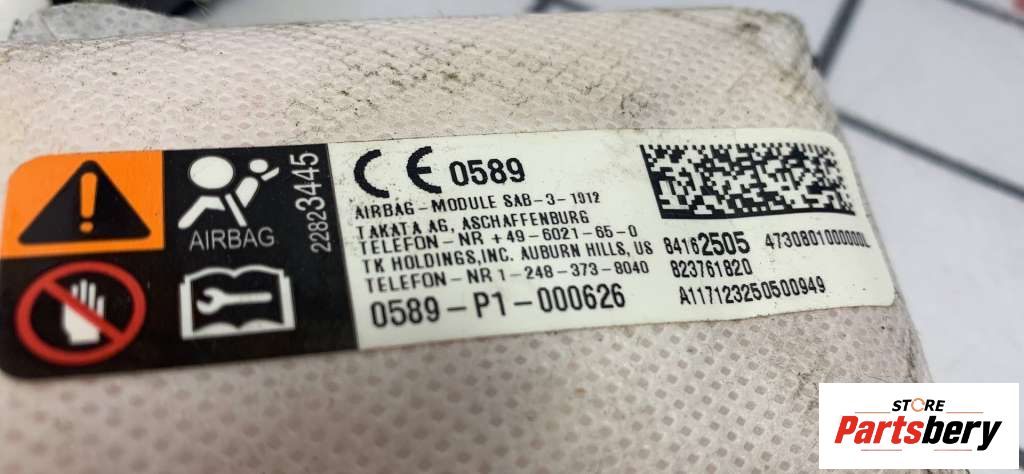 AIRBAG
22823445
CE 0589
AIRBAG-MODULE SAB-3-1012
TAKATA AG, ASCHAFFENBURG
TELEFON-NR +49-6021-65-0
TK HOLDINGS,INC. AUBURN HILLS, US
TELEFON-NR 1-248-373-8040
0589-P1-000626
84162505 47308010000000L
823761820
A117123250500949
STORE
Partsbery